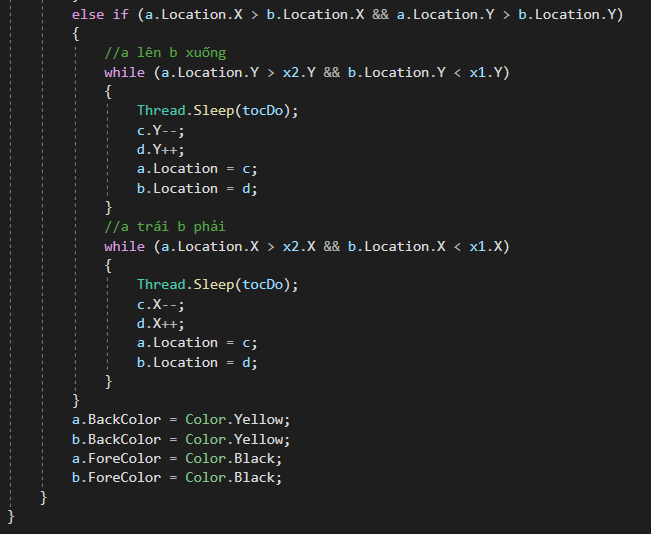 else if (a.Location.X > b.Location.X && a.Location.Y > b.Location.Y)
{
//a lên b xuống
while (a.Location.Y > x2.Y && b.Location.Y < x1.Y)
{
Thread.Sleep(tocDo);
c.Y--;
d.Y++;
a.Location = c;
b.Location = d;
}
//a trái b phải
while (a.Location.X > x2.X && b.Location.X < x1.X)
{
Thread.Sleep(tocDo);
c.X--;
d.X++;
a.Location = c;
b.Location = d;
}
}
a.BackColor = Color.Yellow;
b.BackColor = Color.Yellow;
a.ForeColor = Color.Black;
b.ForeColor = Color.Black;
}
}